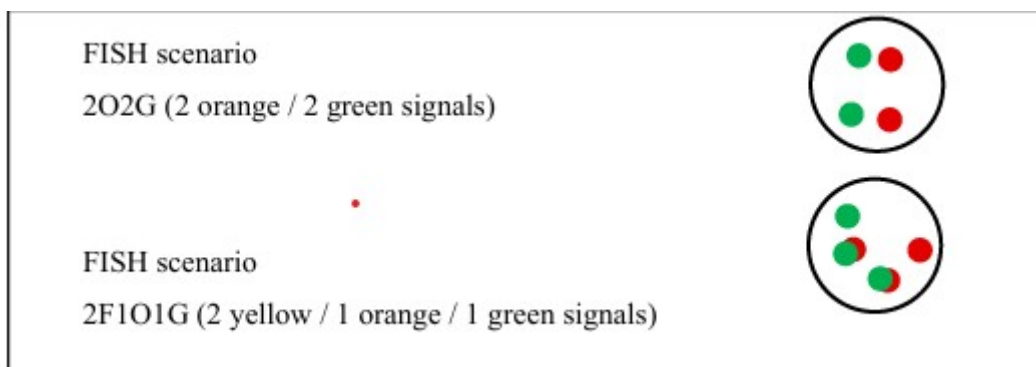 FISH scenario
2O2G (2 orange / 2 green signals)
FISH scenario
2F1O1G (2 yellow / 1 orange / 1 green signals)